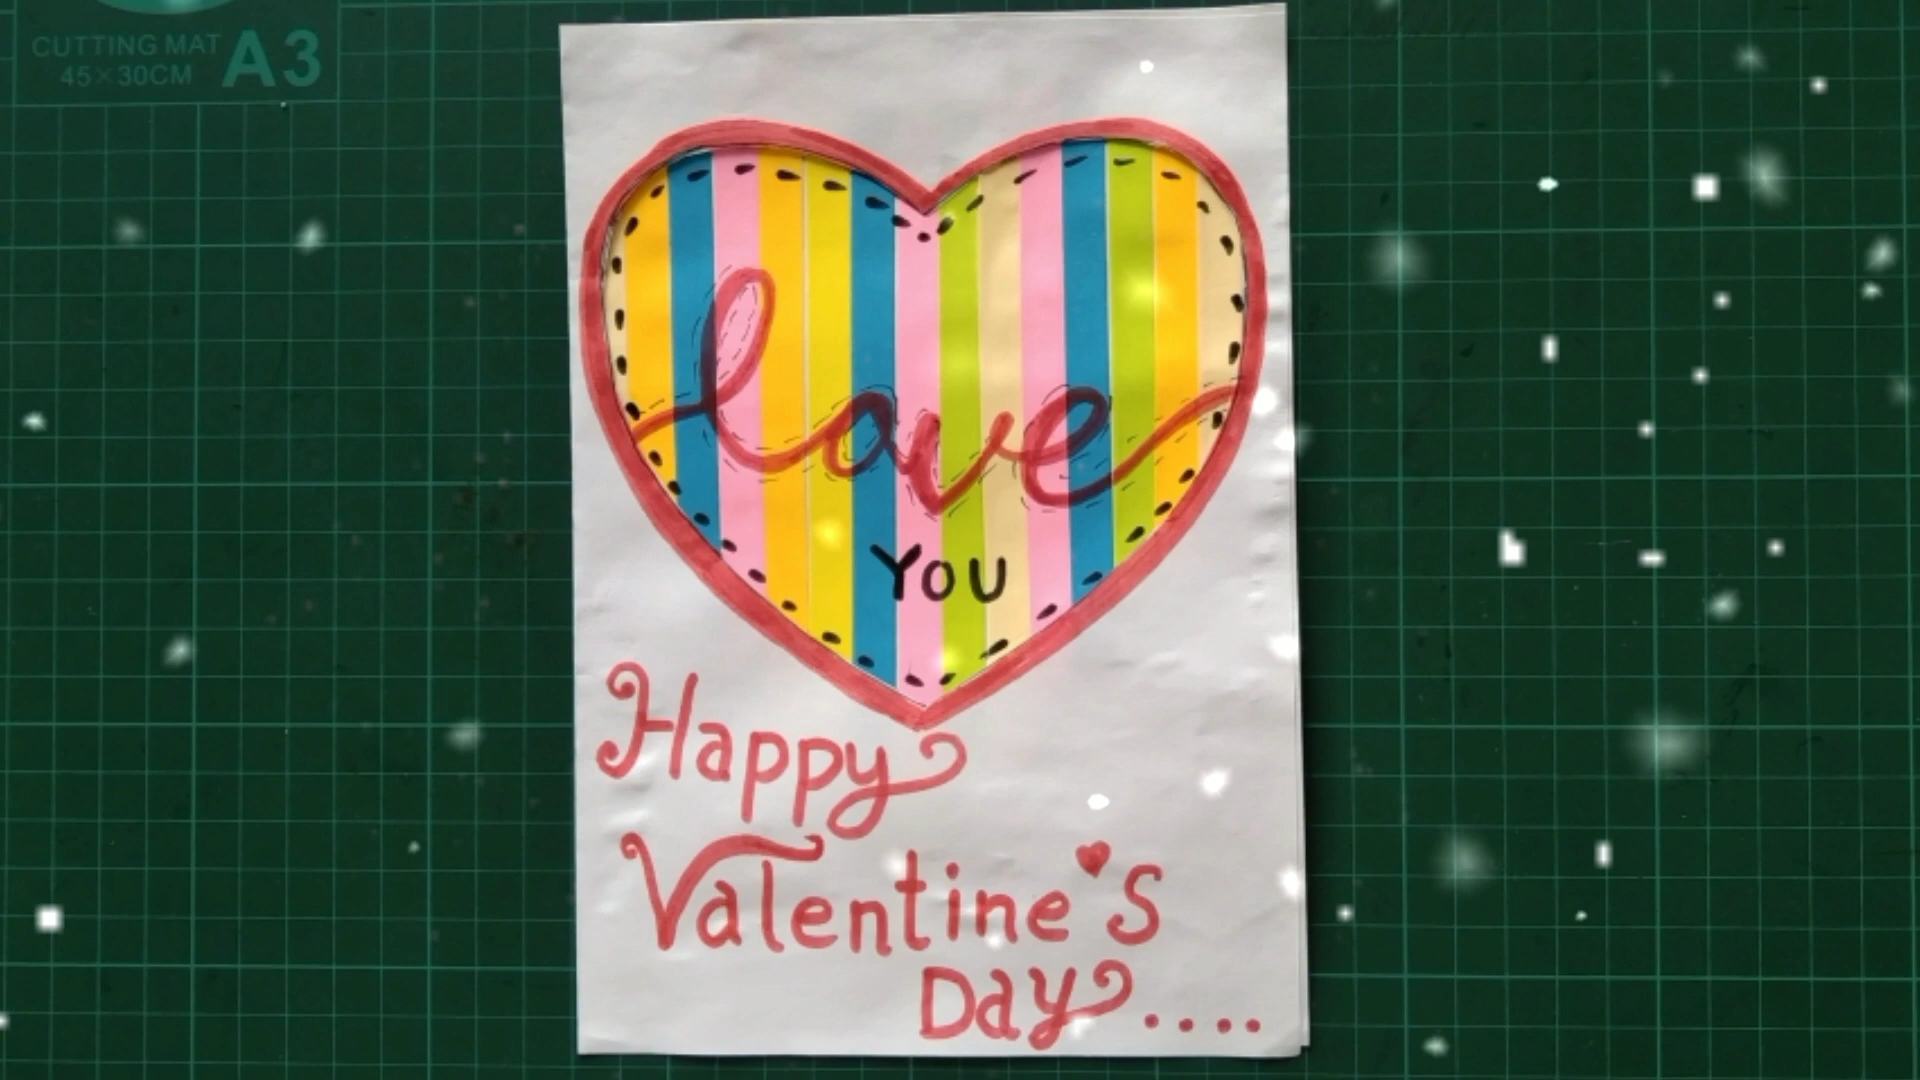 CUTTING MAT A3
45×30CM
love
YOU
Happy
Valentine's
Day....